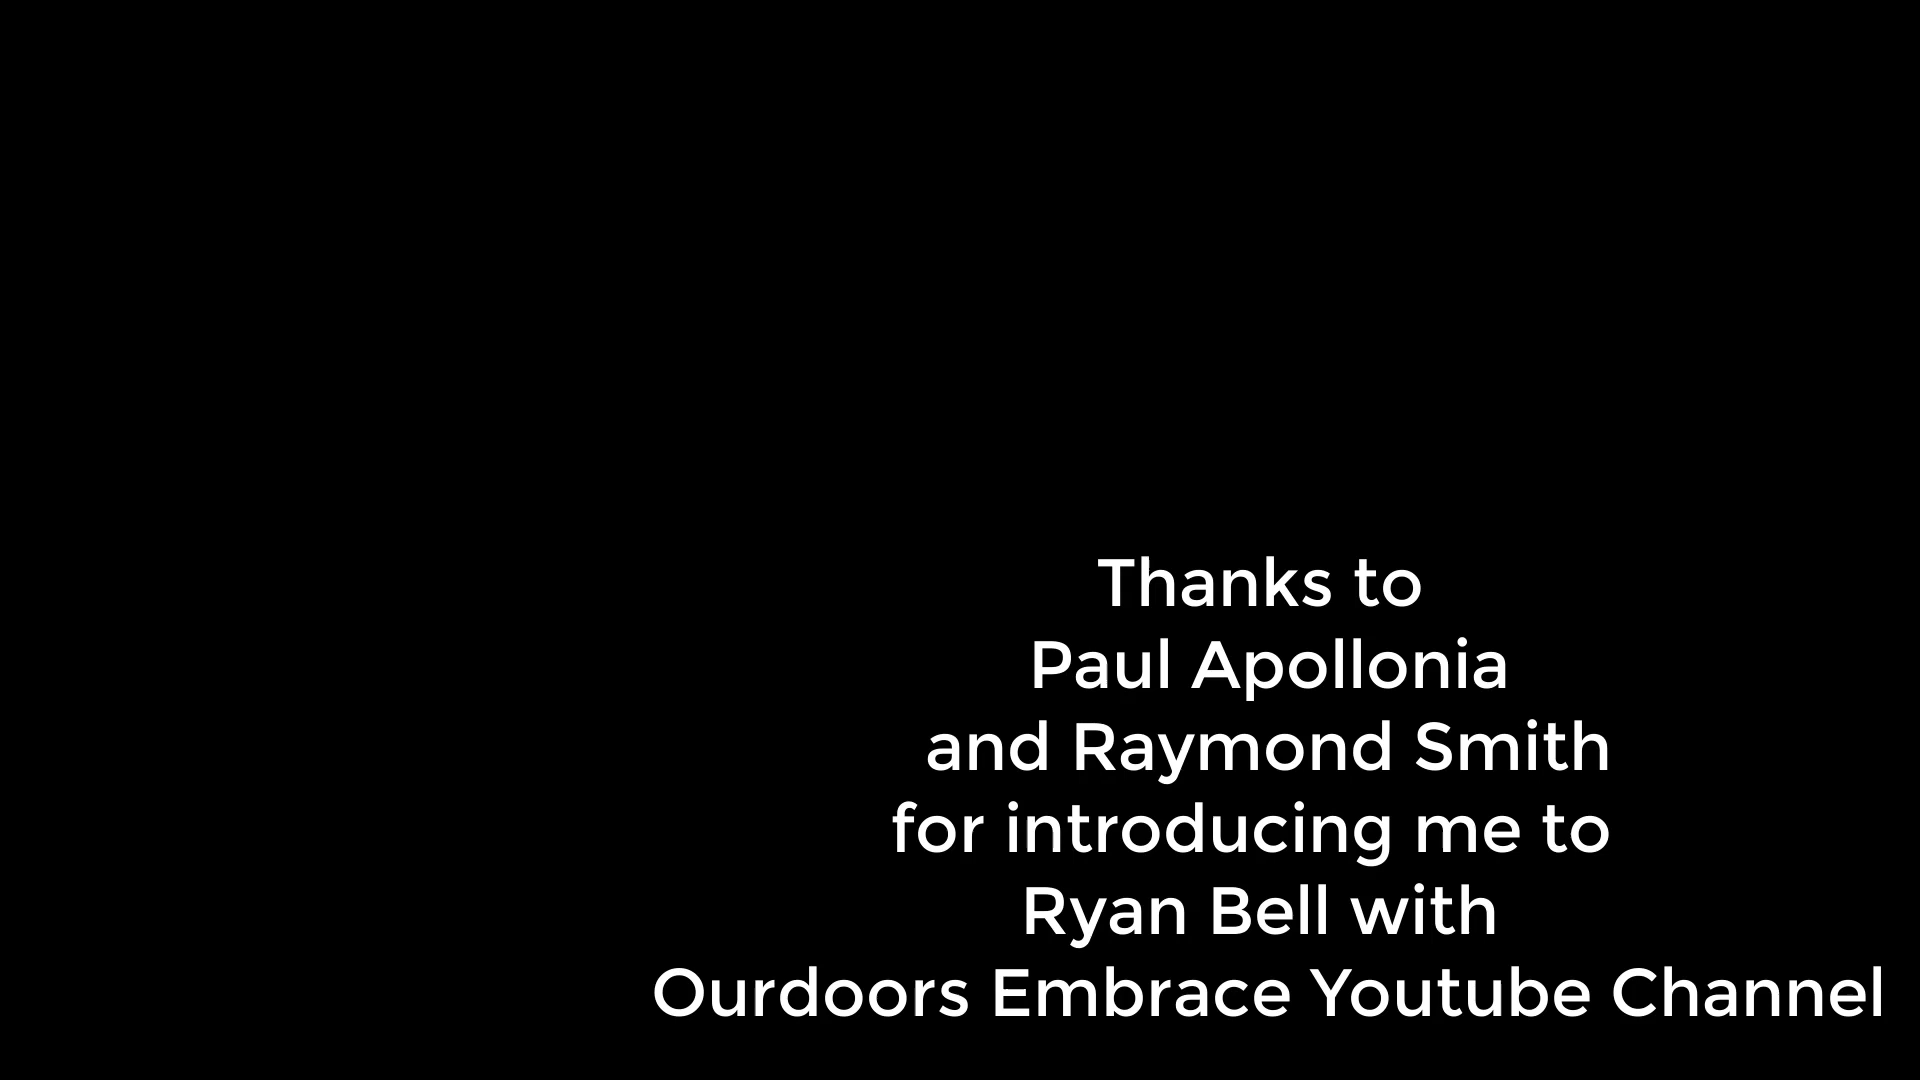 Thanks to
Paul Apollonia
and Raymond Smith
for introducing me to
Ryan Bell with
Ourdoors Embrace Youtube Channel